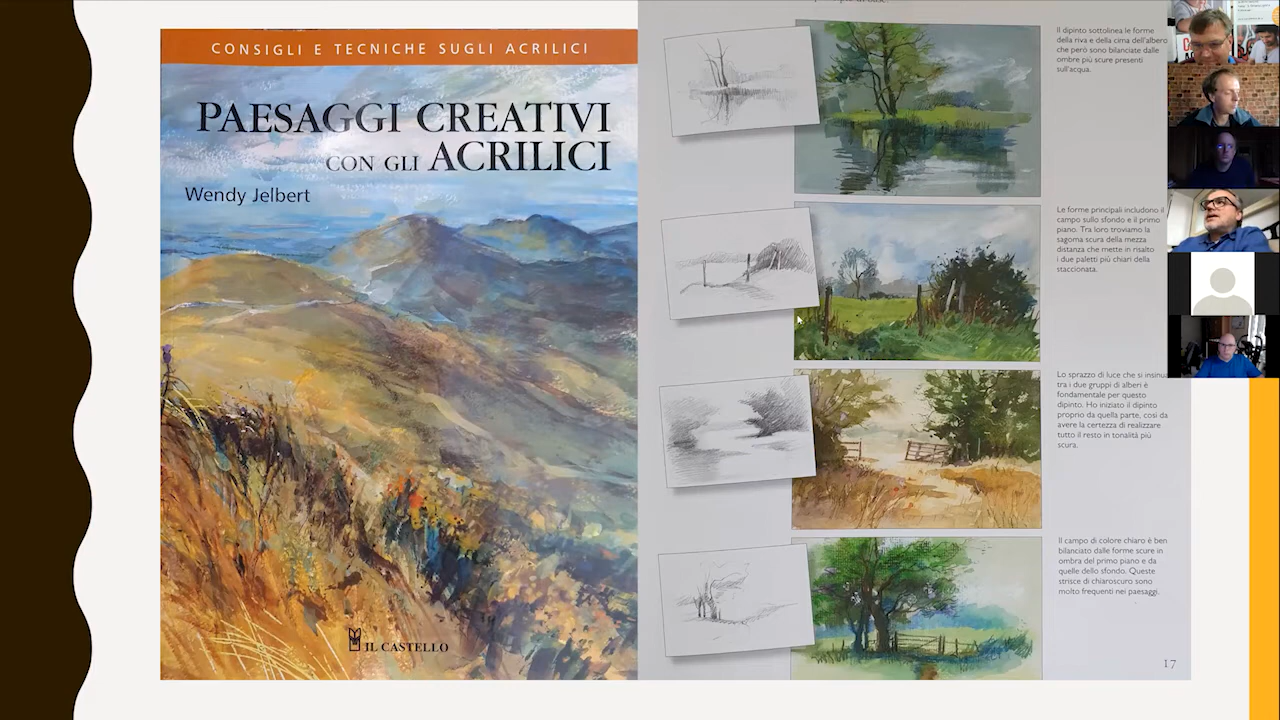 CONSIGLI E TECNICHE SUGLI ACRILICI
PAESAGGI CREATIVI
CON GLI ACRILICI
Wendy Jelbert
IL CASTELLO
Il dipinto sottolinea le forme
della riva e della cima dell'albero
che però sono bilanciate dalle
ombre più scure presenti
sull'acqua.
Le forme principali includono il
campo sullo sfondo e il primo
piano. Tra loro troviamo la
sagoma scura della mezza
distanza che mette in risalto
i due paletti più chiari della
staccionata.
Lo sprazzo di luce che si insinua
tra i due gruppi di alberi è
fondamentale per questo
dipinto. Ho iniziato il dipinto
proprio da quella parte, così da
avere la certezza di realizzare
tutto il resto in tonalità più
scura.
Il campo di colore chiaro è ben
bilanciato dalle forme scure in
ombra del primo piano e da
quelle dello sfondo. Queste
strisce di chiaroscuro sono
molto frequenti nei paesaggi.
17